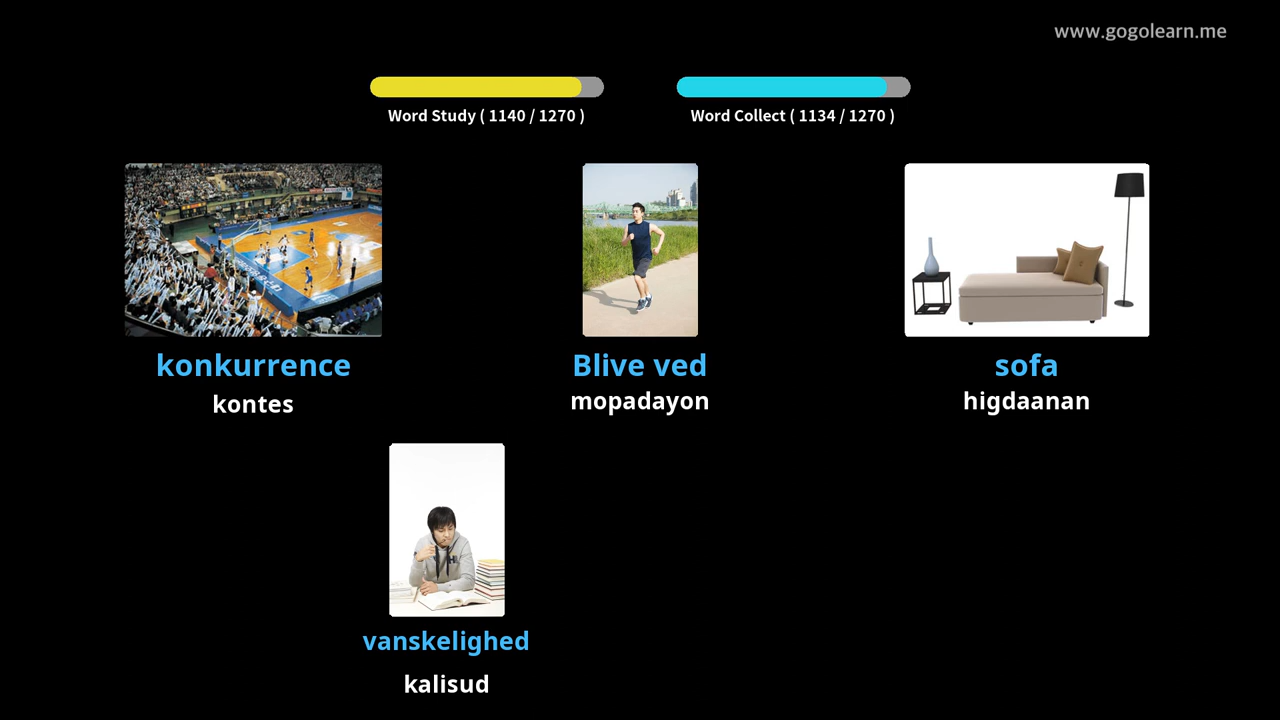 www.gogolearn.me
Word Study ( 1140 / 1270 )
Word Collect ( 1134 / 1270 )
konkurrence
kontes
Blive ved
mopadayon
sofa
higdaanan
vanskelighed
kalisud